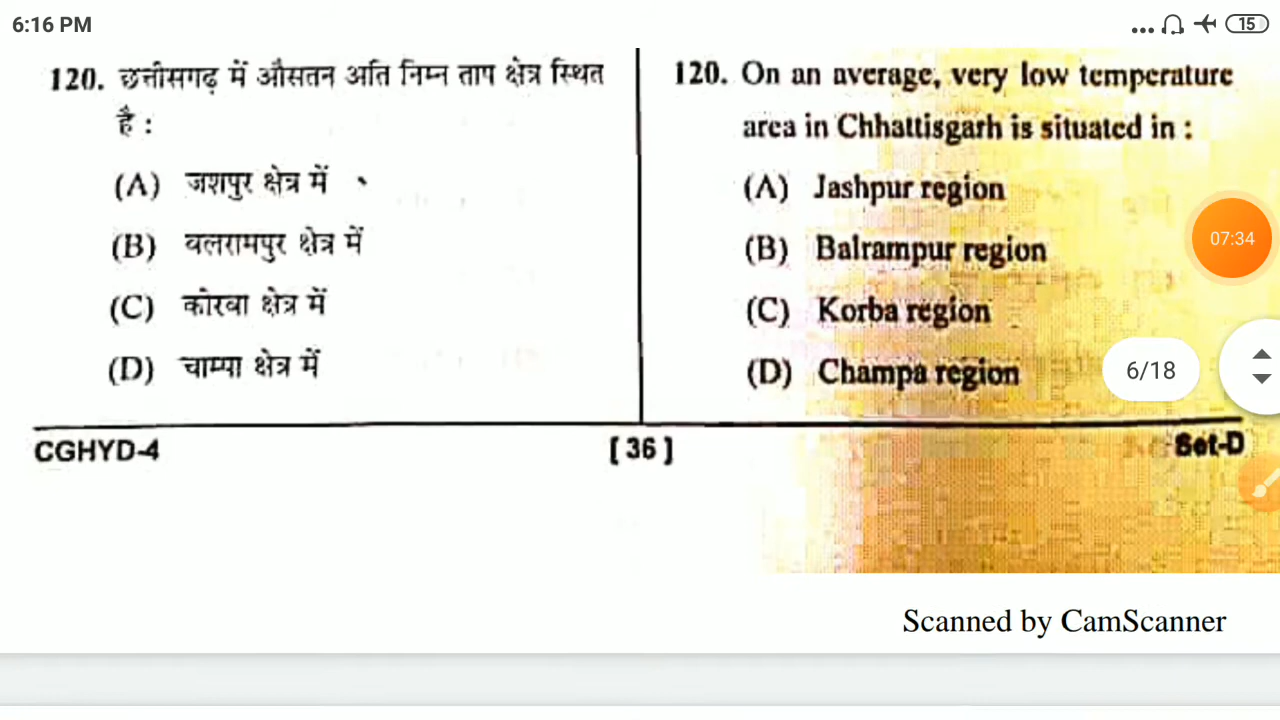 6:16 PM
... 15
120. छत्तीसगढ़ में औसतन अति निम्न ताप क्षेत्र स्थित
है :
(A) जशपुर क्षेत्र में
(B) बलरामपुर क्षेत्र में
(C) कोरबा क्षेत्र में
(D) चाम्पा क्षेत्र में
120. On an average, very low temperature
area in Chhattisgarh is situated in :
(A) Jashpur region
(B) Balrampur region
(C) Korba region
(D) Champa region
07:34
6/18
CGHYD-4 [ 36 ] Set-D
Scanned by CamScanner